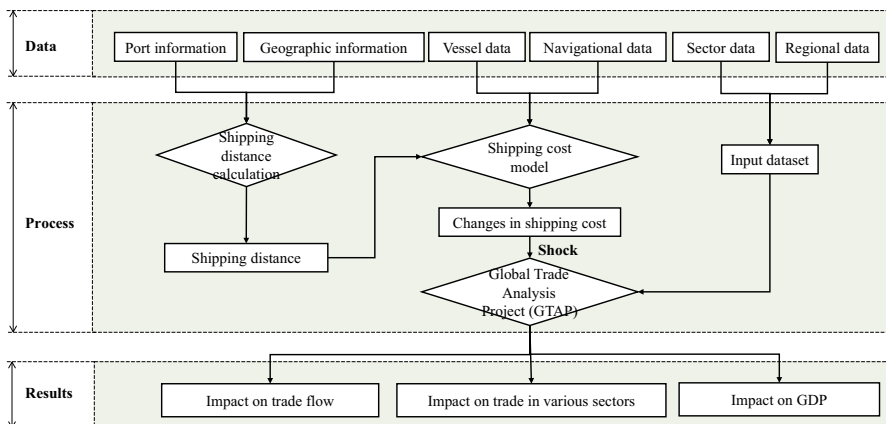 Data
Port information
Geographic information
Vessel data
Navigational data
Sector data
Regional data
Process
Shipping
distance
calculation
Shipping cost
model
Input dataset
Changes in shipping cost
Shipping distance
Shock
Global Trade
Analysis
Project (GTAP)
Results
Impact on trade flow
Impact on trade in various sectors
Impact on GDP